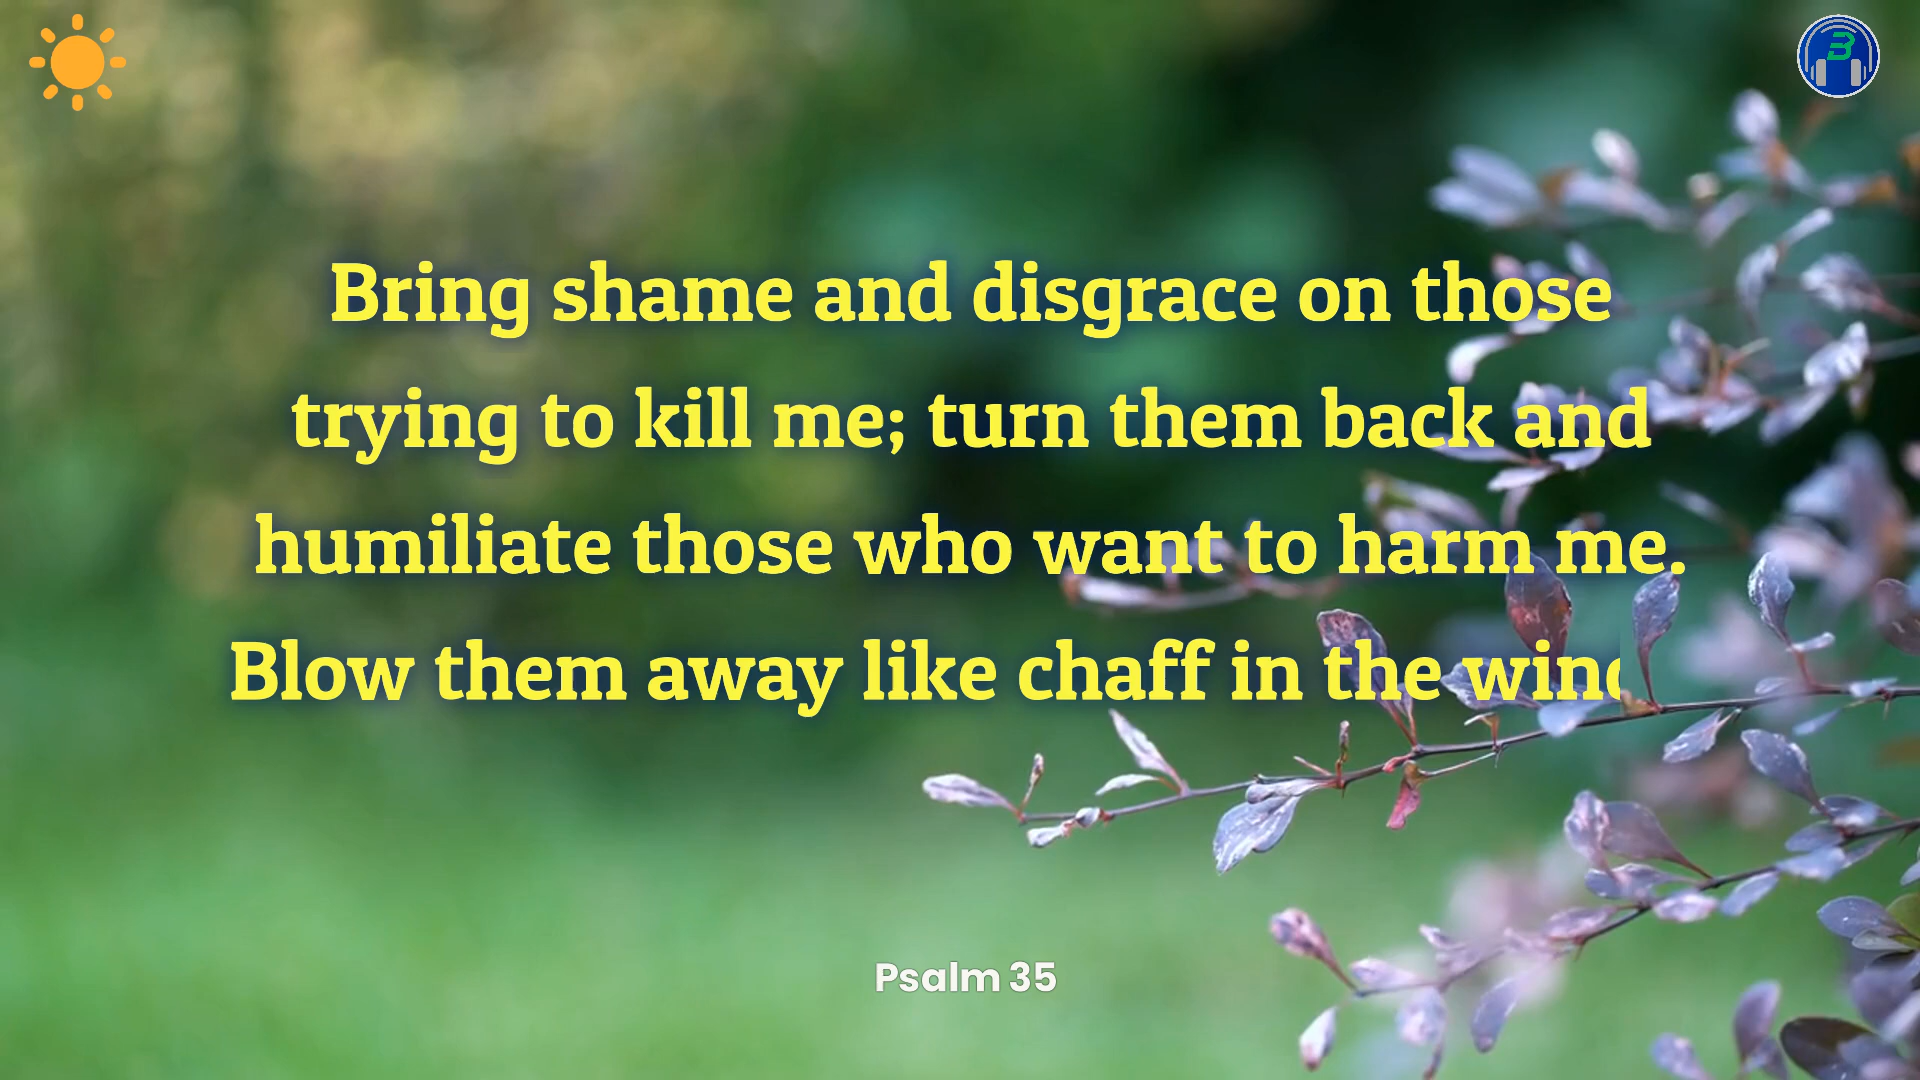 Bring shame and disgrace on those
trying to kill me; turn them back and
humiliate those who want to harm me.
Blow them away like chaff in the win
Psalm 35
B